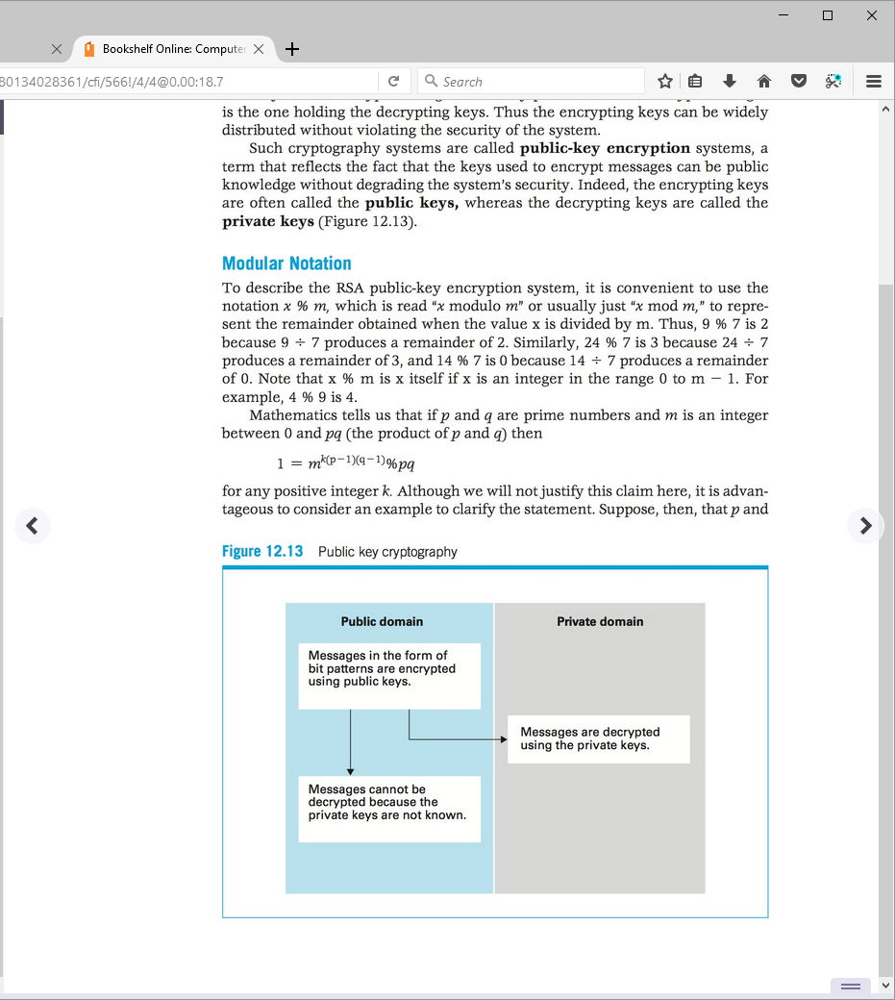 Bookshelf Online: Compute
80134028361/cfi/566!/4/4@0.00:18.7
Search
is the one holding the decrypting keys. Thus the encrypting keys can be widely
distributed without violating the security of the system.
Such cryptography systems are called public-key encryption systems, a
term that reflects the fact that the keys used to encrypt messages can be public
knowledge without degrading the system's security. Indeed, the encrypting keys
are often called the public keys, whereas the decrypting keys are called the
private keys (Figure 12.13).
Modular Notation
To describe the RSA public-key encryption system, it is convenient to use the
notation x % m, which is read “x modulo m” or usually just “x mod m,” to repre-
sent the remainder obtained when the value x is divided by m. Thus, 9 % 7 is 2
because 9 ÷ 7 produces a remainder of 2. Similarly, 24 % 7 is 3 because 24 ÷ 7
produces a remainder of 3, and 14 % 7 is 0 because 14 ÷ 7 produces a remainder
of 0. Note that x % m is x itself if x is an integer in the range 0 to m − 1. For
example, 4 % 9 is 4.
Mathematics tells us that if p and q are prime numbers and m is an integer
between 0 and pq (the product of p and q) then
1 = m^k(p−1)(q−1)%pq
for any positive integer k. Although we will not justify this claim here, it is advan-
tageous to consider an example to clarify the statement. Suppose, then, that p and
Figure 12.13 Public key cryptography
Public domain
Private domain
Messages in the form of
bit patterns are encrypted
using public keys.
Messages are decrypted
using the private keys.
Messages cannot be
decrypted because the
private keys are not known.